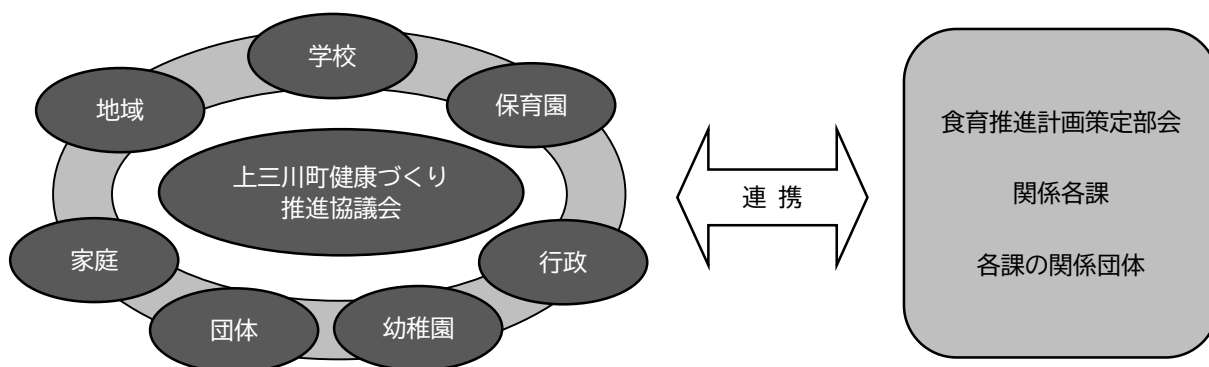 学校
地域
保育園
上三川町健康づくり
推進協議会
家庭
行政
団体
幼稚園
連 携
食育推進計画策定部会
関係各課
各課の関係団体